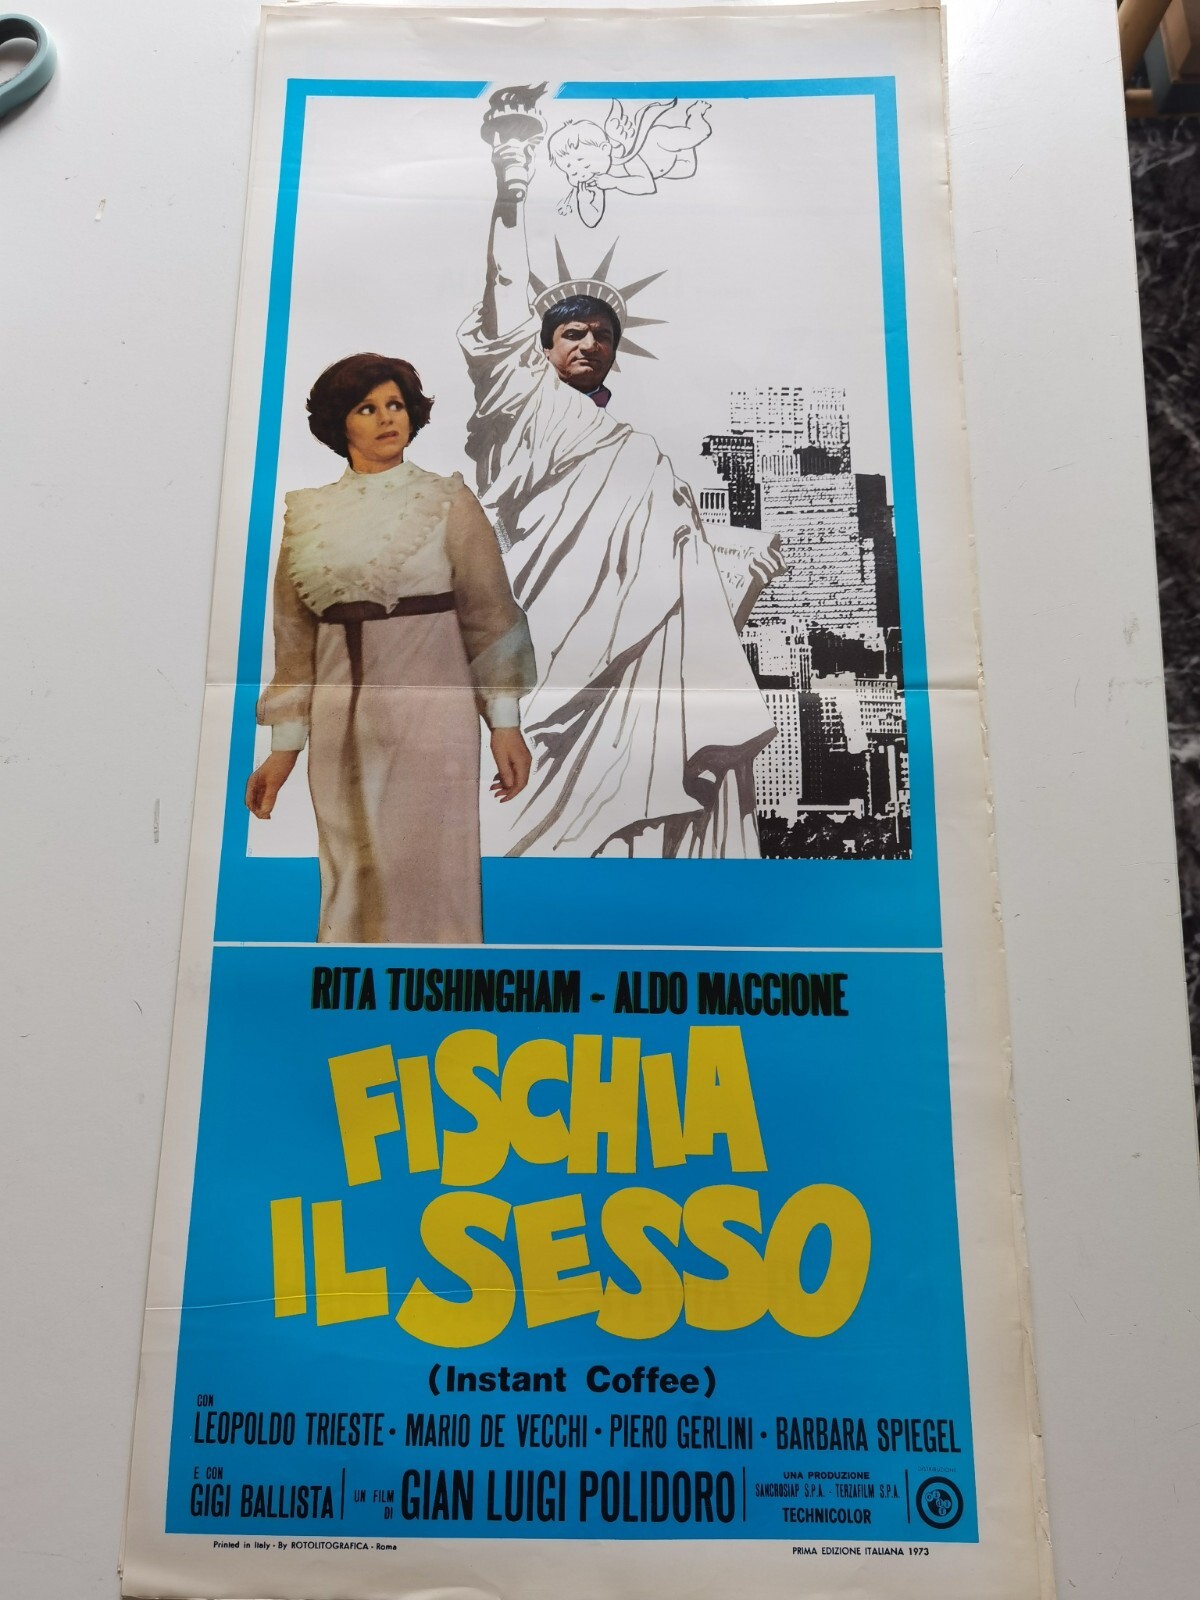 RITA TUSHINGHAM - ALDO MACCIONE
FISCHIA
IL SESSO
(Instant Coffee)
CON
LEOPOLDO TRIESTE • MARIO DE VECCHI • PIERO GERLINI • BARBARA SPIEGEL
E CON
GIGI BALLISTA
UN FILM
DI
GIAN LUIGI POLIDORO
UNA PRODUZIONE
SANCROSIAP S.P.A. - TERZAFILM S.P.A.
TECHNICOLOR
DISTRIBUZIONE
Printed in Italy - By ROTOLITOGRAFICA - Roma
PRIMA EDIZIONE ITALIANA 1973